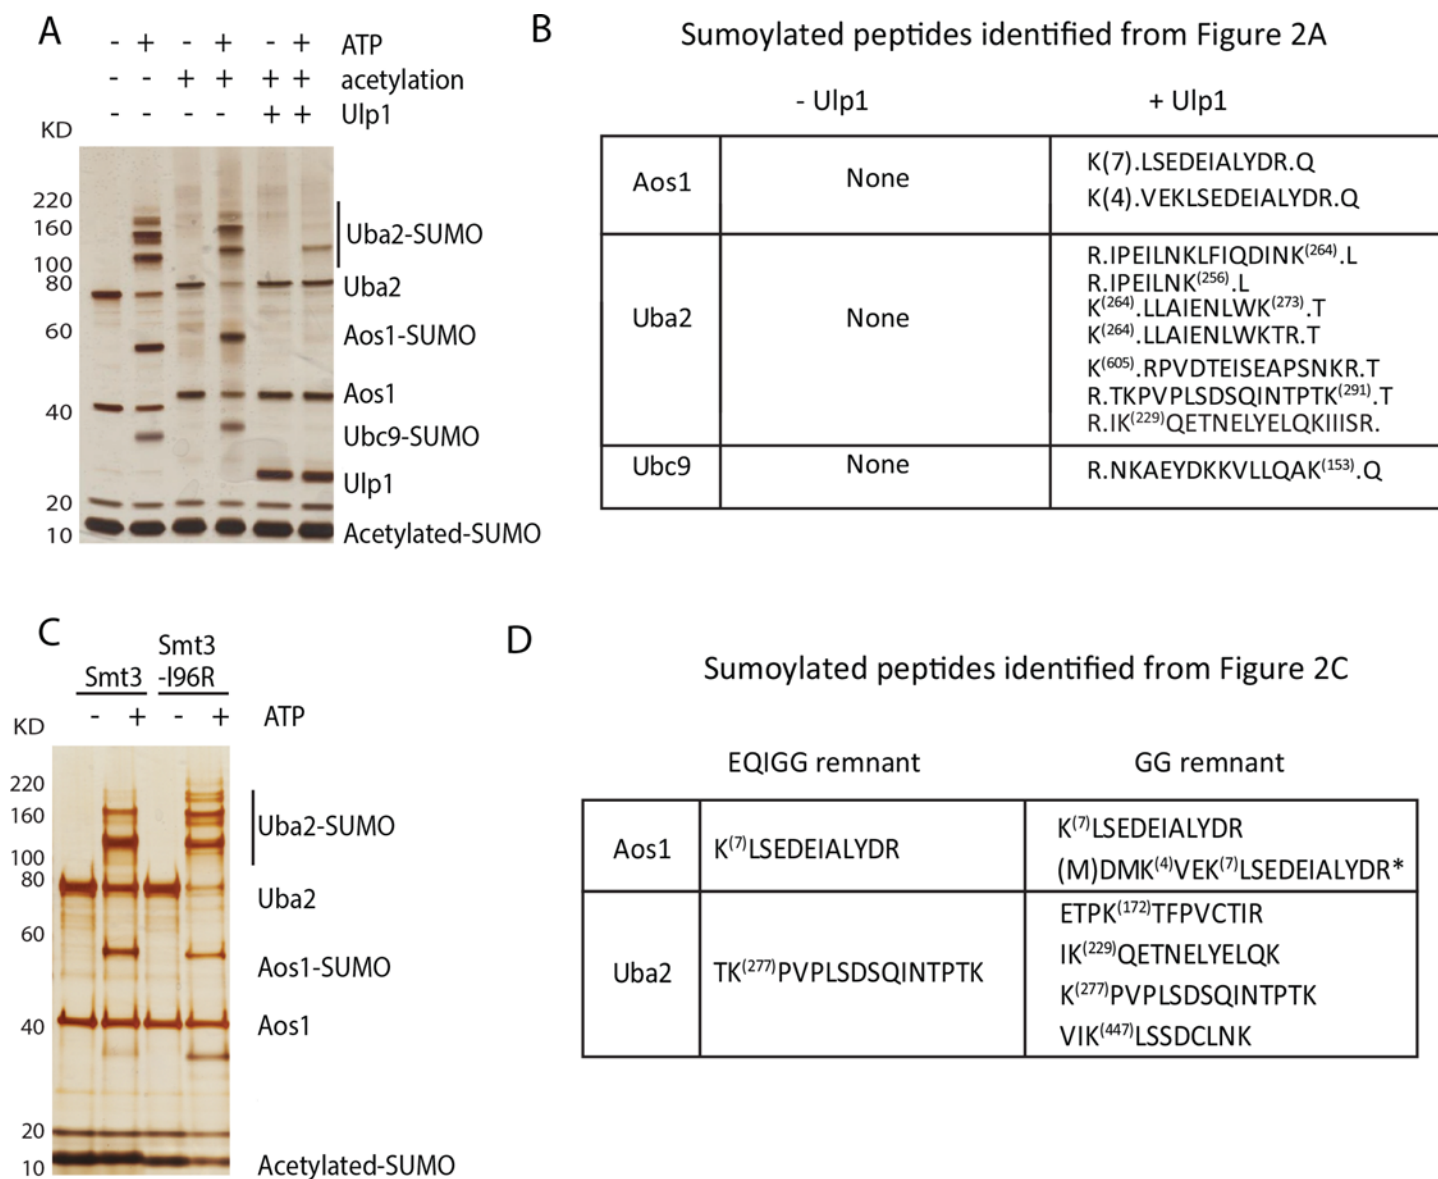 A
- + - + - + ATP
- - + + + + acetylation
- - - - + + Ulp1
KD
220
160
100
80
60
40
20
10
Uba2-SUMO
Uba2
Aos1-SUMO
Aos1
Ubc9-SUMO
Ulp1
Acetylated-SUMO
B
Sumoylated peptides identified from Figure 2A
- Ulp1 + Ulp1
Aos1 None
K(7).LSEDEIALYDR.Q
K(4).VEKLSEDEIALYDR.Q
Uba2 None
R.IPEILNKLFIQDINK(264).L
R.IPEILNK(256).L
K(264).LLAIENLWK(273).T
K(264).LLAIENLWKTR.T
K(605).RPVDTEISEAPSNKR.T
R.TKPVPLSDSQINTPTK(291).T
R.IK(229)QETNELYELQKIIISR.
Ubc9 None R.NKAEYDKKVLLQAK(153).Q
C
Smt3
Smt3
-I96R
- + - + ATP
KD
220
160
100
80
60
40
20
10
Uba2-SUMO
Uba2
Aos1-SUMO
Aos1
Acetylated-SUMO
D
Sumoylated peptides identified from Figure 2C
EQIGG remnant GG remnant
Aos1 K(7)LSEDEIALYDR
K(7)LSEDEIALYDR
(M)DMK(4)VEK(7)LSEDEIALYDR*
Uba2 TK(277)PVPLSDSQINTPTK
ETPK(172)TFPVCTIR
IK(229)QETNELYELQK
K(277)PVPLSDSQINTPTK
VIK(447)LSSDCLNK